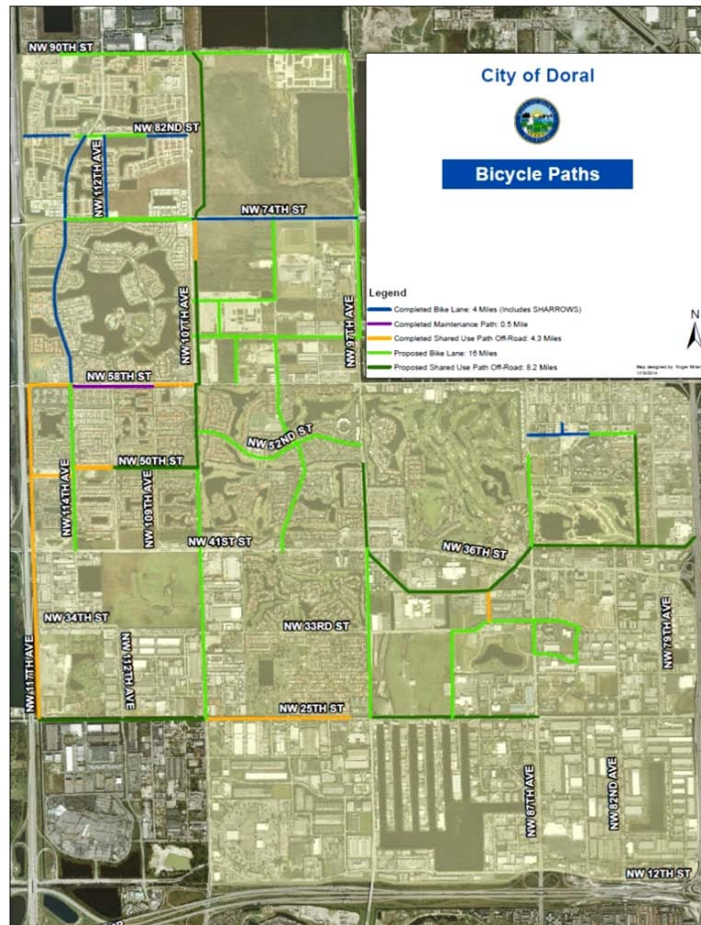 NW 90TH ST
City of Doral
Bicycle Paths
NW 82ND ST
NW 112TH AVE
NW 74TH ST
Legend
Completed Bike Lane: 4 Miles (Includes SHARROWS)
Completed Maintenance Path: 0.5 Mile
Completed Shared Use Path Off-Road: 4.3 Miles
Proposed Bike Lane: 16 Miles
Proposed Shared Use Path Off-Road: 8.2 Miles
N
NW 107TH AVE
NW 97TH AVE
Map designed by: Roger
NW 58TH ST
NW 52ND ST
NW 50TH ST
NW 114TH AVE
NW 109TH AVE
NW 41ST ST
NW 36TH ST
NW 34TH ST
NW 33RD ST
NW 79TH AVE
NW 117TH AVE
NW 112TH AVE
NW 25TH ST
NW 87TH AVE
NW 82ND AVE
NW 12TH ST